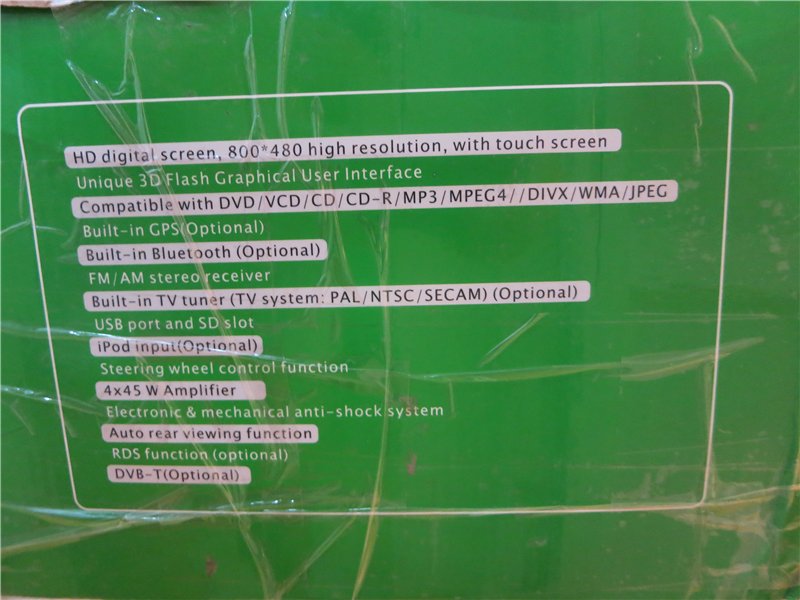 HD digital screen, 800*480 high resolution, with touch screen
Unique 3D Flash Graphical User Interface
Compatible with DVD/VCD/CD/CD-R/MP3/MPEG4//DIVX/WMA/JPEG
Built-in GPS(Optional)
Built-in Bluetooth (Optional)
FM/AM stereo receiver
Built-in TV tuner (TV system: PAL/NTSC/SECAM) (Optional)
USB port and SD slot
iPod input(Optional)
Steering wheel control function
4x45 W Amplifier
Electronic & mechanical anti-shock system
Auto rear viewing function
RDS function (optional)
DVB-T(Optional)